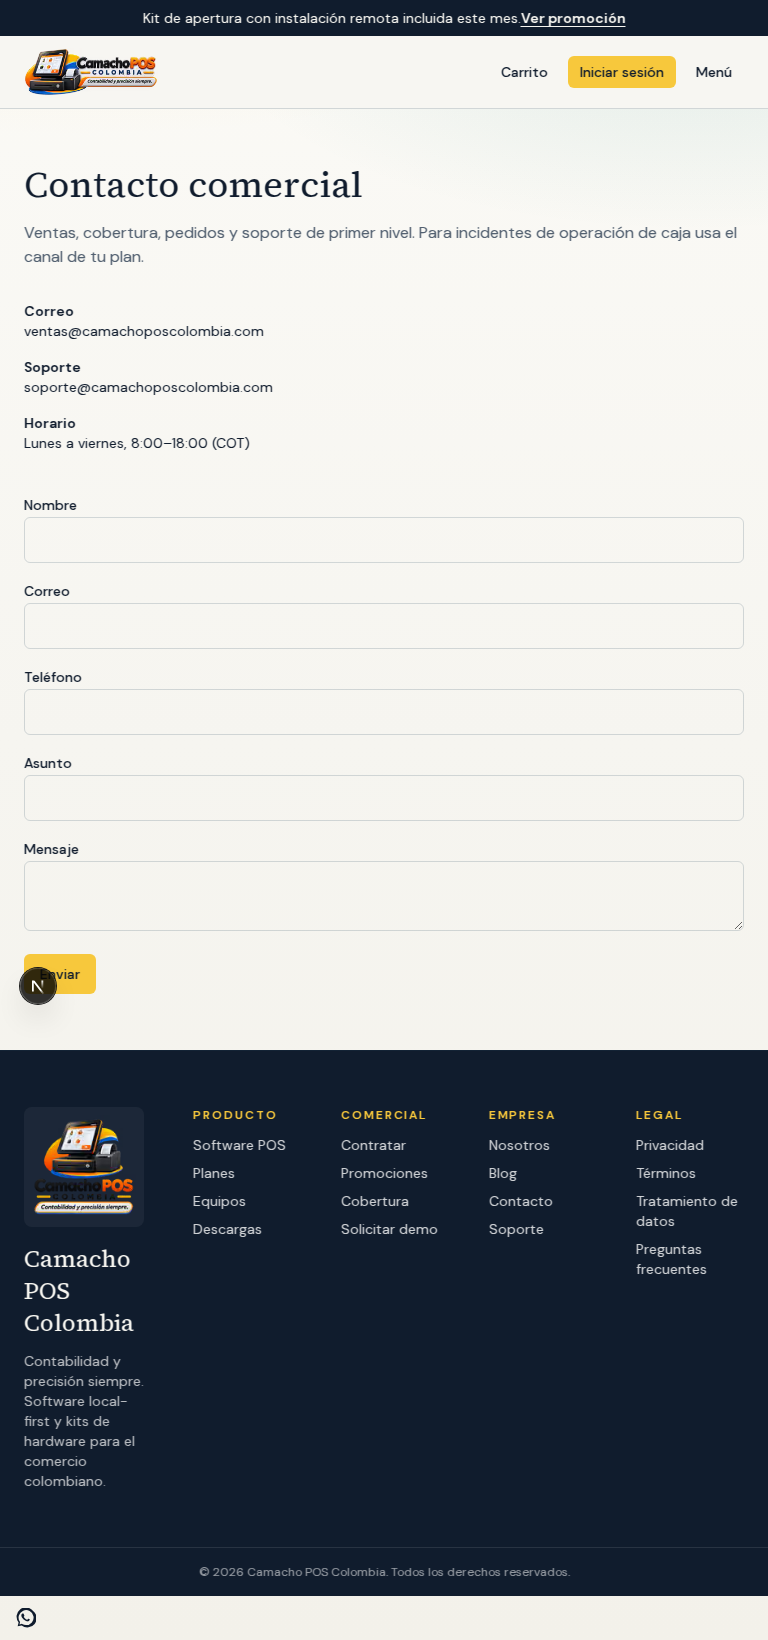 Kit de apertura con instalación remota incluida este mes.Ver promoción
CamachoPOS
COLOMBIA
contabilidad y precisión siempre.
Carrito
Iniciar sesión
Menú
Contacto comercial
Ventas, cobertura, pedidos y soporte de primer nivel. Para incidentes de operación de caja usa el
canal de tu plan.
Correo
ventas@camachoposcolombia.com
Soporte
soporte@camachoposcolombia.com
Horario
Lunes a viernes, 8:00–18:00 (COT)
Nombre
Correo
Teléfono
Asunto
Mensaje
Enviar
N
CamachoPOS
COLOMBIA
Contabilidad y precisión siempre.
Camacho
POS
Colombia
Contabilidad y
precisión siempre.
Software local-
first y kits de
hardware para el
comercio
colombiano.
PRODUCTO
Software POS
Planes
Equipos
Descargas
COMERCIAL
Contratar
Promociones
Cobertura
Solicitar demo
EMPRESA
Nosotros
Blog
Contacto
Soporte
LEGAL
Privacidad
Términos
Tratamiento de
datos
Preguntas
frecuentes
© 2026 Camacho POS Colombia. Todos los derechos reservados.